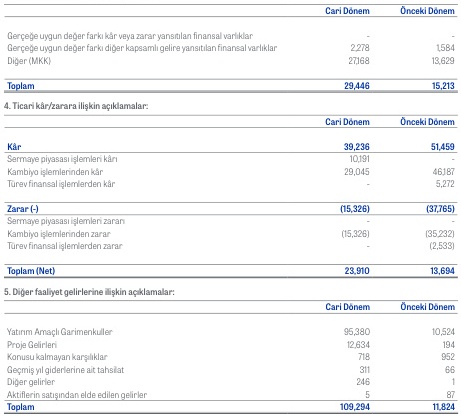 Cari Dönem Önceki Dönem
Gerçeğe uygun değer farkı kâr veya zarar yansıtılan finansal varlıklar - -
Gerçeğe uygun değer farkı diğer kapsamlı gelire yansıtılan finansal varlıklar 2,278 1,584
Diğer (MKK) 27,168 13,629
Toplam 29,446 15,213
4. Ticari kâr/zarara ilişkin açıklamalar:
Cari Dönem Önceki Dönem
Kâr 39,236 51,459
Sermaye piyasası işlemleri kârı 10,191 -
Kambiyo işlemlerinden kâr 29,045 46,187
Türev finansal işlemlerden kâr - 5,272
Zarar (-) (15,326) (37,765)
Sermaye piyasası işlemleri zararı - -
Kambiyo işlemlerinden zarar (15,326) (35,232)
Türev finansal işlemlerden zarar - (2,533)
Toplam (Net) 23,910 13,694
5. Diğer faaliyet gelirlerine ilişkin açıklamalar:
Cari Dönem Önceki Dönem
Yatırım Amaçlı Garimenkuller 95,380 10,524
Proje Gelirleri 12,634 194
Konusu kalmayan karşılıklar 718 952
Geçmiş yıl giderlerine ait tahsilat 311 66
Diğer gelirler 246 1
Aktiflerin satışından elde edilen gelirler 5 87
Toplam 109,294 11,824